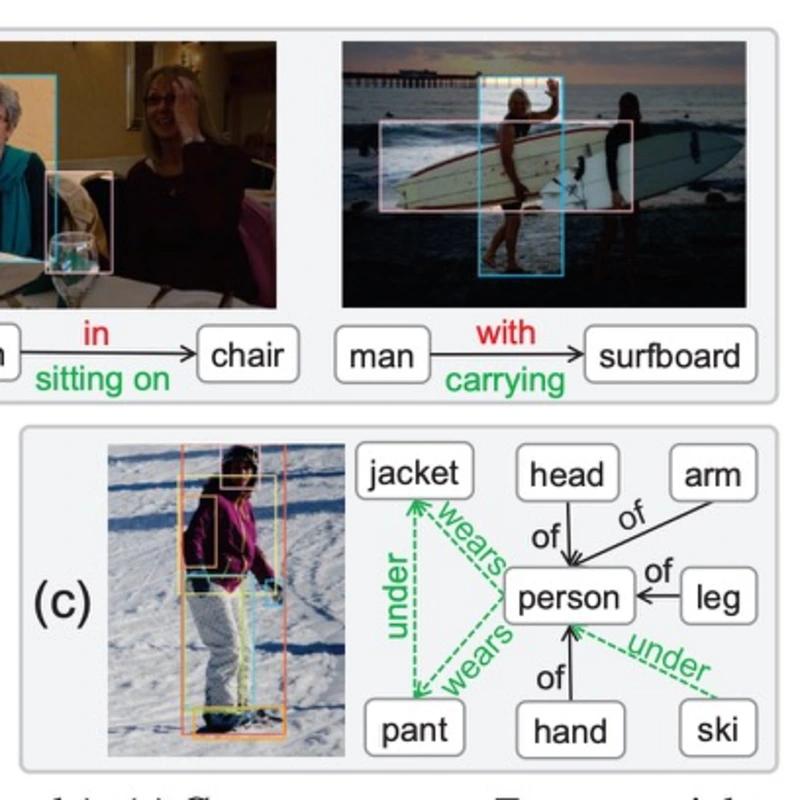 in
chair
sitting on
with
man
surfboard
carrying
(c)
jacket
head
arm
wears
of
of
under
person
of
leg
wears
of
under
pant
hand
ski